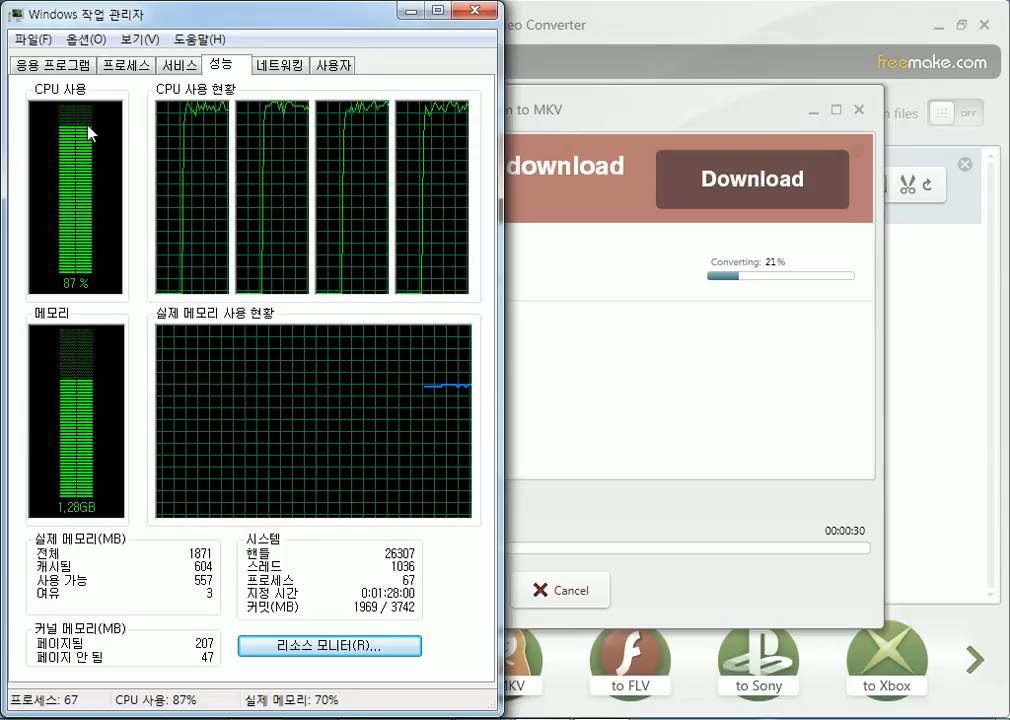 Windows 작업 관리자
파일(F) 옵션(O) 보기(V) 도움말(H)
응용 프로그램 프로세스 서비스 성능 네트워킹 사용자
CPU 사용
CPU 사용 현황
87 %
메모리
실제 메모리 사용 현황
1,28GB
실제 메모리(MB)
전체 1871
캐시됨 604
사용 가능 557
여유 3
시스템
핸들 26307
스레드 1036
프로세스 67
지정 시간 0:01:28:00
커밋(MB) 1969 / 3742
커널 메모리(MB)
페이지됨 207
페이지 안 됨 47
리소스 모니터(R)...
프로세스: 67 CPU 사용: 87% 실제 메모리: 70%
eo Converter
freemake.com
n to MKV
n files
OFF
download
Download
Converting: 21%
00:00:30
Cancel
MKV
to FLV
to Sony
to Xbox